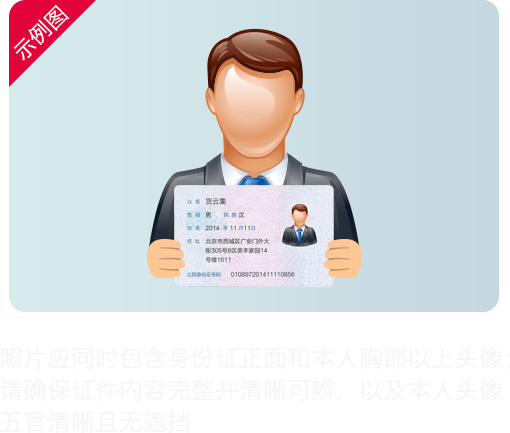 示例图
姓 名 贾云集
性 别 男 民 族 汉
出 生 2014 年 11 月11日
住 址 北京市西城区广安门外大
街305号8区荣丰家园14
号楼1611
公民身份证号码 010897201411110856
照片应同时包含身份证正面和本人胸部以上头像；
请确保证件内容完整并清晰可辨，以及本人头像
五官清晰且无遮挡